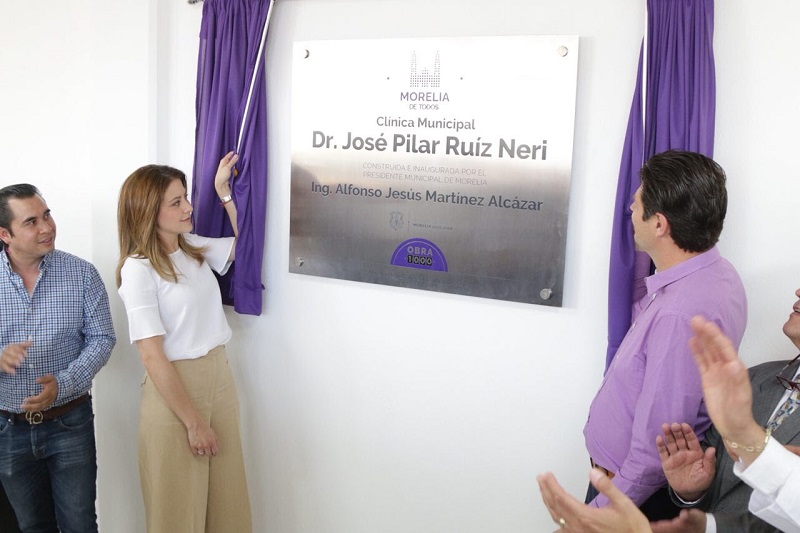 MORELIA
DE TODOS
Clínica Municipal
Dr. José Pilar Ruíz Neri
CONSTRUIDA E INAUGURADA POR EL
PRESIDENTE MUNICIPAL DE MORELIA
Ing. Alfonso Jesús Martínez Alcázar
OBRA
1000